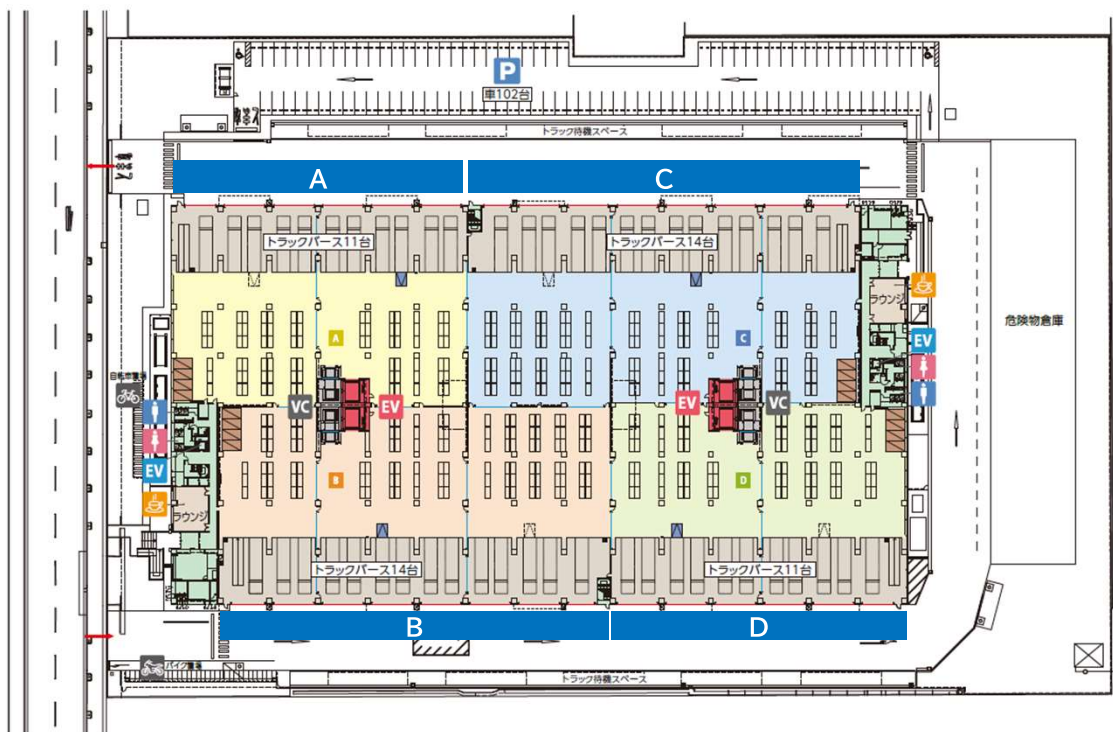 P
車102台
トラック待機スペース
A
C
トラックバース11台
トラックバース14台
ラウンジ
危険物倉庫
A
C
EV
自転車置場
VC
EV
EV
VC
B
D
EV
ラウンジ
トラックバース14台
トラックバース11台
B
D
バイク置場
トラック待機スペース